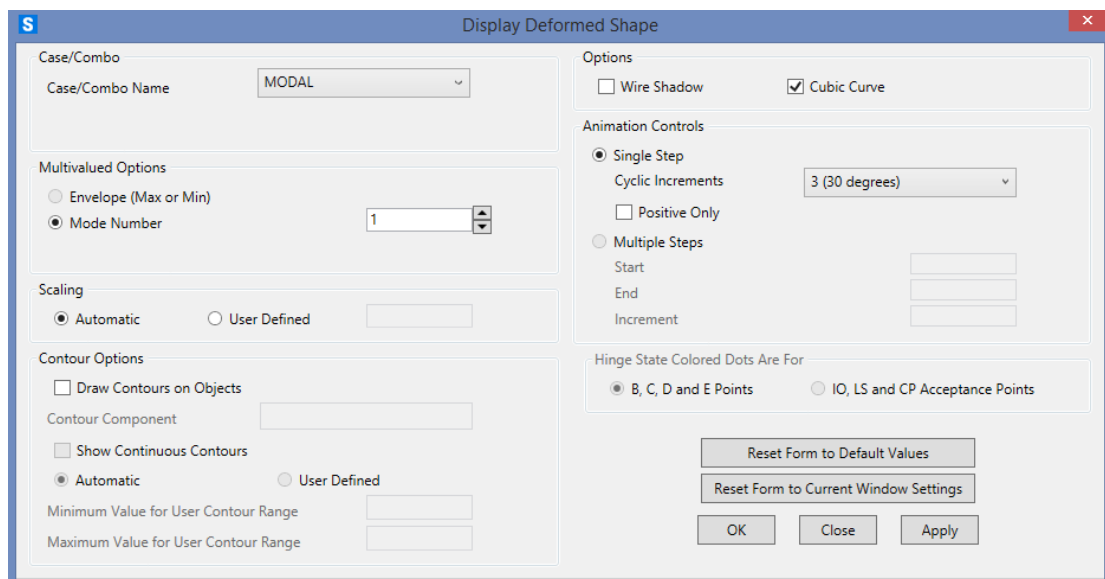 S
Display Deformed Shape
Case/Combo
Case/Combo Name
MODAL
Multivalued Options
Envelope (Max or Min)
Mode Number
1
Scaling
Automatic
User Defined
Contour Options
Draw Contours on Objects
Contour Component
Show Continuous Contours
Automatic
User Defined
Minimum Value for User Contour Range
Maximum Value for User Contour Range
Options
Wire Shadow
Cubic Curve
Animation Controls
Single Step
Cyclic Increments
3 (30 degrees)
Positive Only
Multiple Steps
Start
End
Increment
Hinge State Colored Dots Are For
B, C, D and E Points
IO, LS and CP Acceptance Points
Reset Form to Default Values
Reset Form to Current Window Settings
OK
Close
Apply